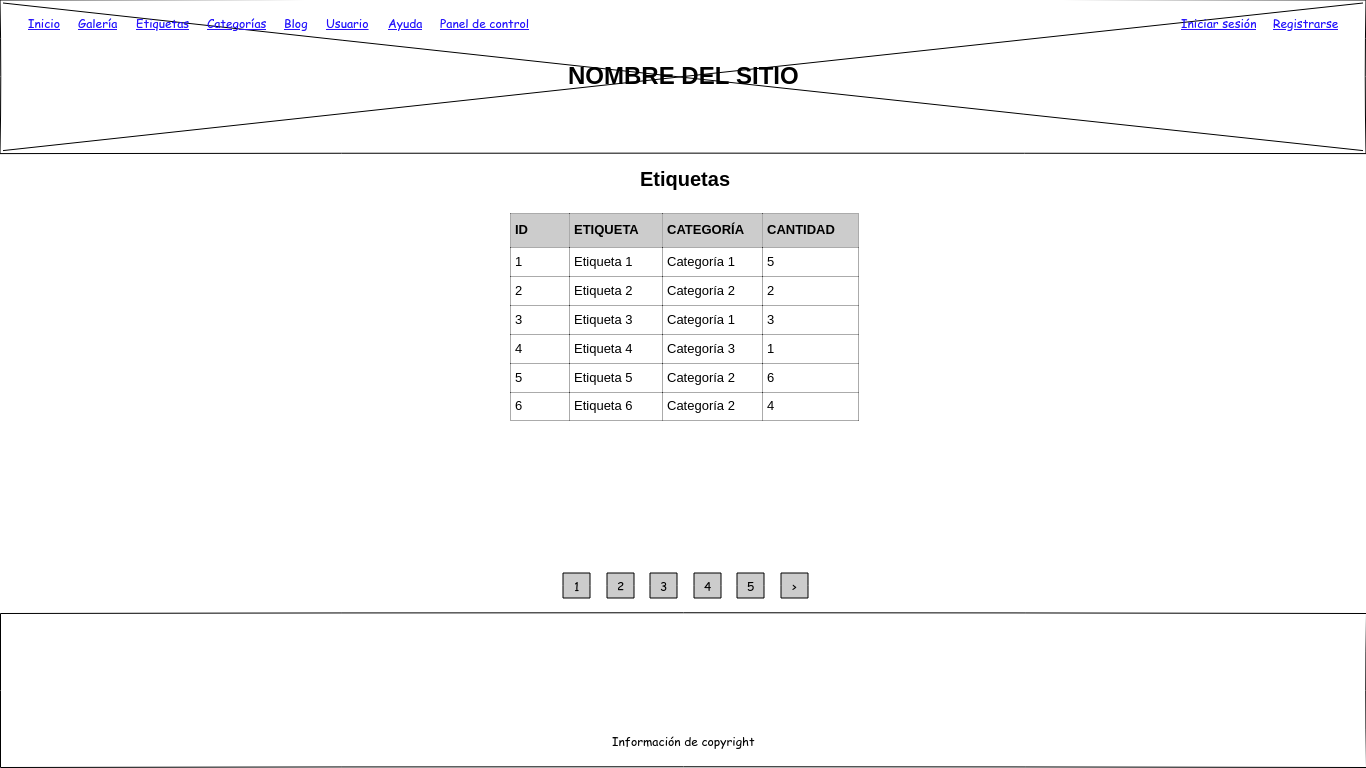 Inicio Galería Etiquetas Categorías Blog Usuario Ayuda Panel de control Iniciar sesión Registrarse
NOMBRE DEL SITIO
Etiquetas
ID ETIQUETA CATEGORÍA CANTIDAD
1 Etiqueta 1 Categoría 1 5
2 Etiqueta 2 Categoría 2 2
3 Etiqueta 3 Categoría 1 3
4 Etiqueta 4 Categoría 3 1
5 Etiqueta 5 Categoría 2 6
6 Etiqueta 6 Categoría 2 4
1 2 3 4 5 >
Información de copyright